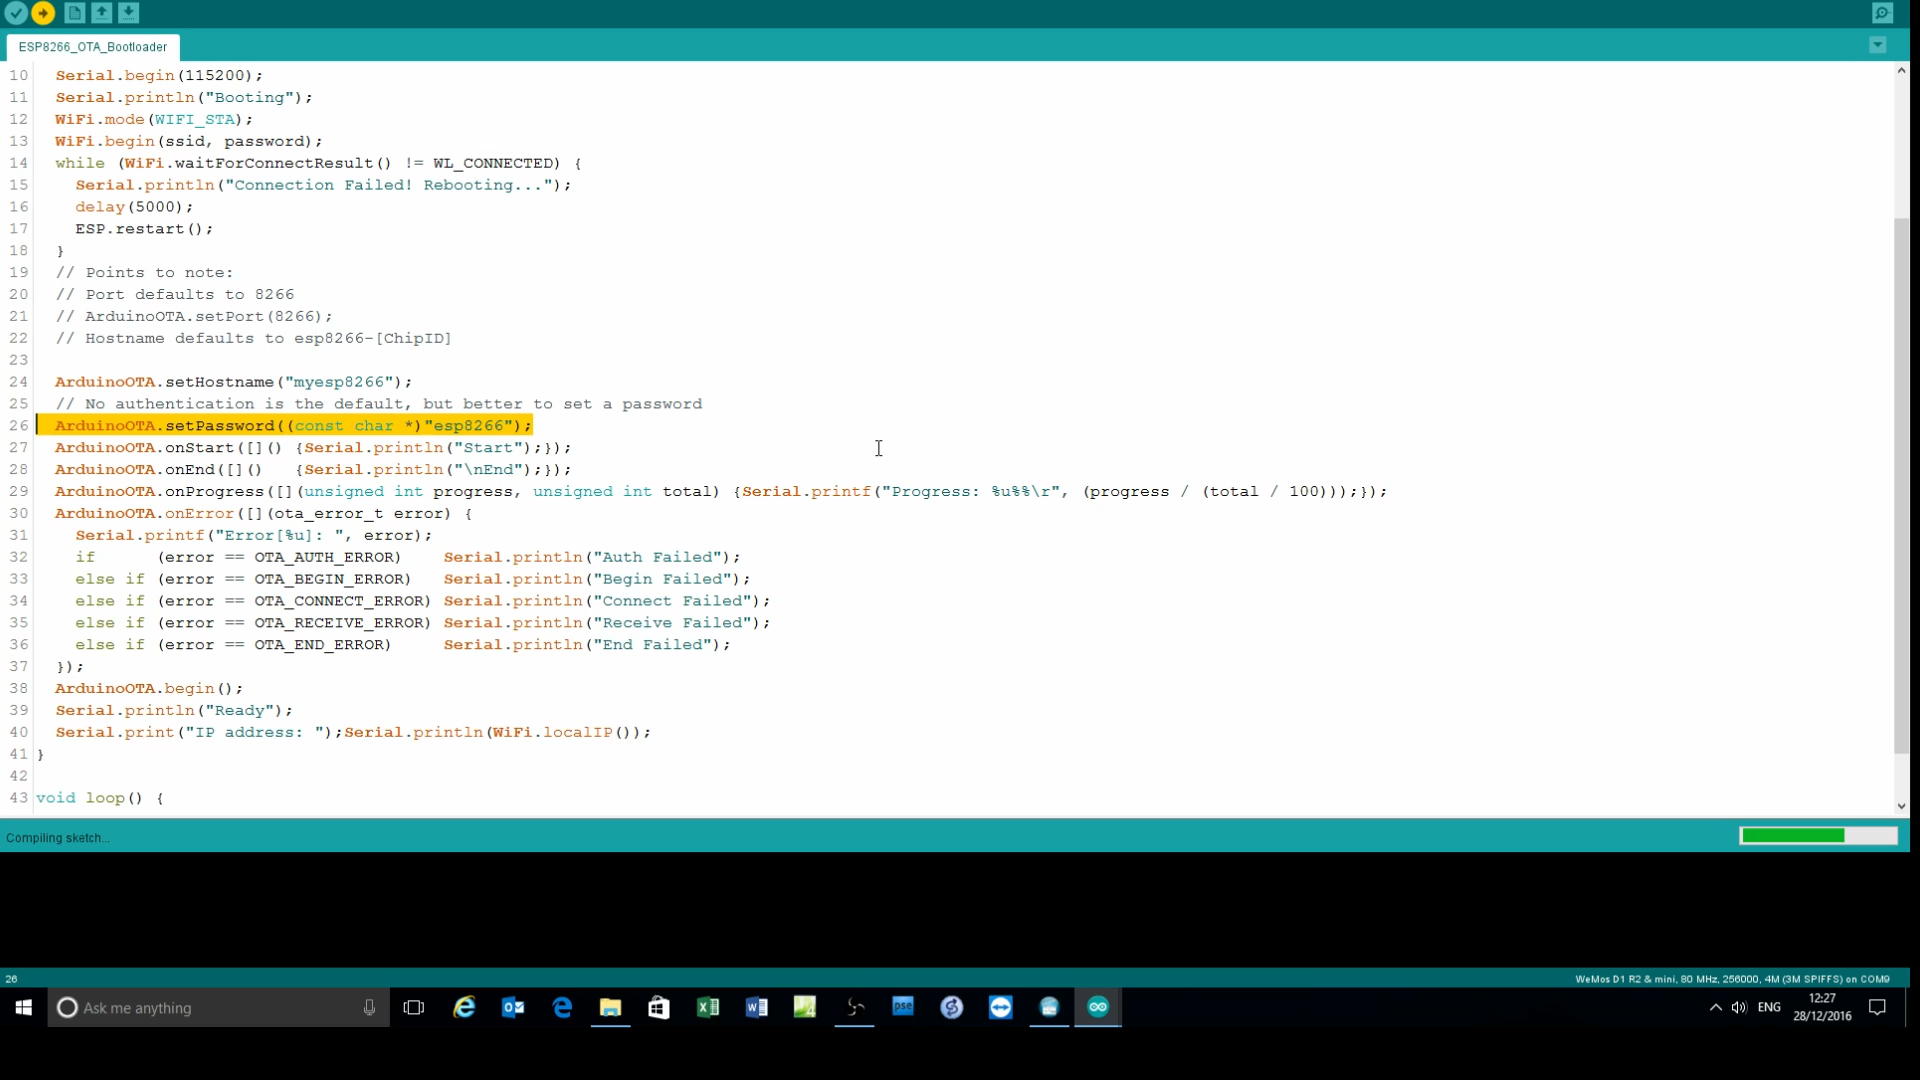 ESP8266_OTA_Bootloader
10 Serial.begin(115200);
11 Serial.println("Booting");
12 WiFi.mode(WIFI_STA);
13 WiFi.begin(ssid, password);
14 while (WiFi.waitForConnectResult() != WL_CONNECTED) {
15 Serial.println("Connection Failed! Rebooting...");
16 delay(5000);
17 ESP.restart();
18 }
19 // Points to note:
20 // Port defaults to 8266
21 // ArduinoOTA.setPort(8266);
22 // Hostname defaults to esp8266-[ChipID]
23
24 ArduinoOTA.setHostname("myesp8266");
25 // No authentication is the default, but better to set a password
26 ArduinoOTA.setPassword((const char *)"esp8266");
27 ArduinoOTA.onStart([]() {Serial.println("Start");});
28 ArduinoOTA.onEnd([]()   {Serial.println("\nEnd");});
29 ArduinoOTA.onProgress([](unsigned int progress, unsigned int total) {Serial.printf("Progress: %u%%\r", (progress / (total / 100)));});
30 ArduinoOTA.onError([](ota_error_t error) {
31 Serial.printf("Error[%u]: ", error);
32 if      (error == OTA_AUTH_ERROR)    Serial.println("Auth Failed");
33 else if (error == OTA_BEGIN_ERROR)   Serial.println("Begin Failed");
34 else if (error == OTA_CONNECT_ERROR) Serial.println("Connect Failed");
35 else if (error == OTA_RECEIVE_ERROR) Serial.println("Receive Failed");
36 else if (error == OTA_END_ERROR)     Serial.println("End Failed");
37 });
38 ArduinoOTA.begin();
39 Serial.println("Ready");
40 Serial.print("IP address: ");Serial.println(WiFi.localIP());
41 }
42
43 void loop() {
Compiling sketch...
26 WeMos D1 R2 & mini, 80 MHz, 256000, 4M (3M SPIFFS) on COM9
Ask me anything
pse
ENG
12:27
28/12/2016